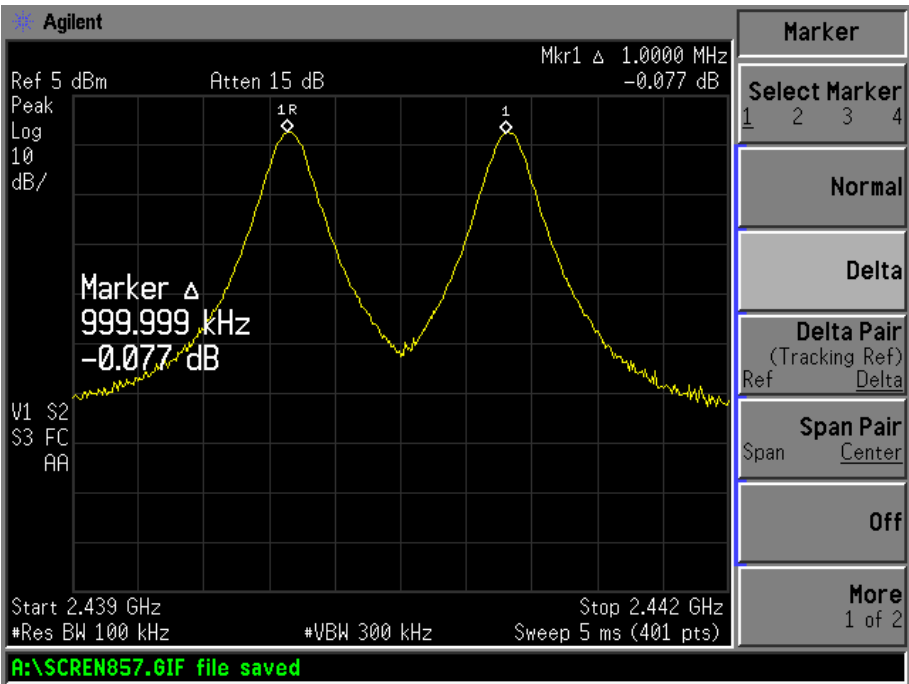 Agilent
Mkr1 Δ 1.0000 MHz
Ref 5 dBm Atten 15 dB -0.077 dB
Peak
Log
10
dB/
1R
1
Marker Δ
999.999 kHz
-0.077 dB
V1 S2
S3 FC
AA
Start 2.439 GHz Stop 2.442 GHz
#Res BW 100 kHz #VBW 300 kHz Sweep 5 ms (401 pts)
A:\SCREN857.GIF file saved
Marker
Select Marker
1 2 3 4
Normal
Delta
Delta Pair
(Tracking Ref)
Ref Delta
Span Pair
Span Center
Off
More
1 of 2